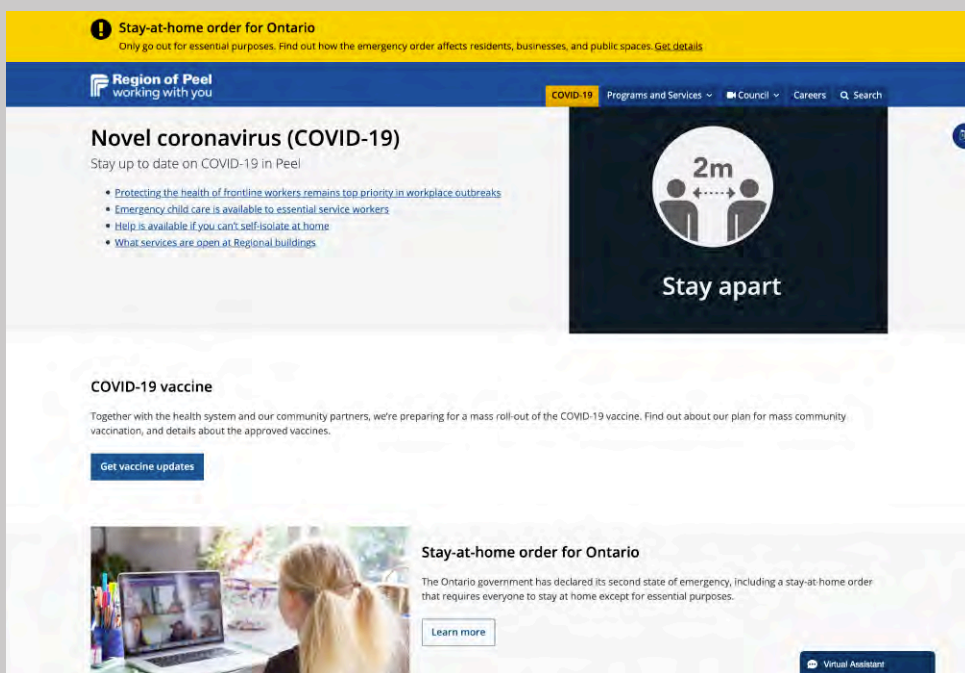 Stay-at-home order for Ontario
Only go out for essential purposes. Find out how the emergency order affects residents, businesses, and public spaces. Get details
Region of Peel
working with you
COVID-19 Programs and Services Council Careers Search
Novel coronavirus (COVID-19)
Stay up to date on COVID-19 in Peel
Protecting the health of frontline workers remains top priority in workplace outbreaks
Emergency child care is available to essential service workers
Help is available if you can't self-isolate at home
What services are open at Regional buildings
2m
Stay apart
COVID-19 vaccine
Together with the health system and our community partners, we're preparing for a mass roll-out of the COVID-19 vaccine. Find out about our plan for mass community
vaccination, and details about the approved vaccines.
Get vaccine updates
Stay-at-home order for Ontario
The Ontario government has declared its second state of emergency, including a stay-at-home order
that requires everyone to stay at home except for essential purposes.
Learn more
Virtual Assistant